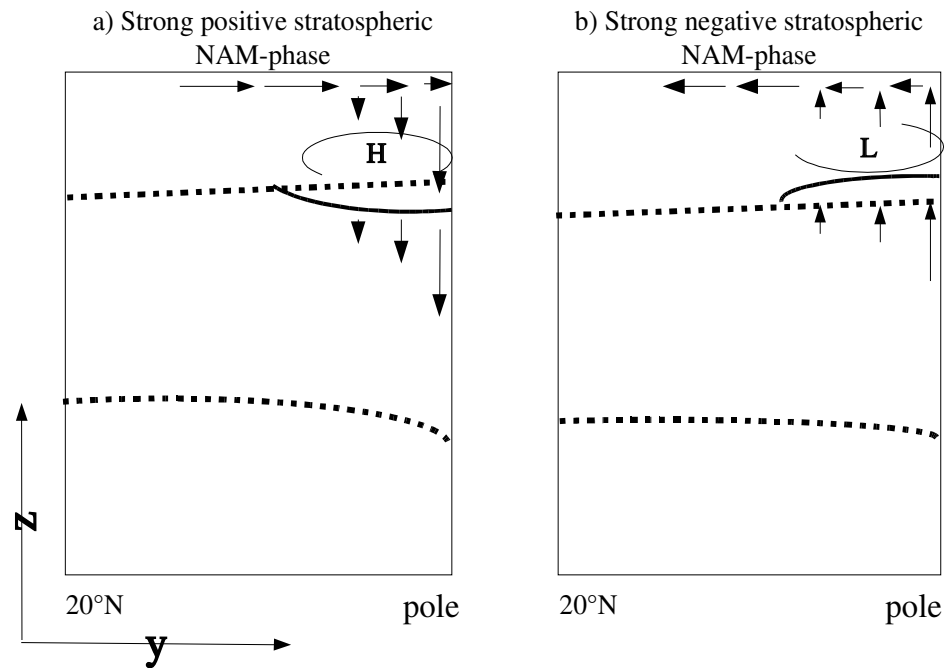 a) Strong positive stratospheric
NAM-phase
b) Strong negative stratospheric
NAM-phase
H
L
z
20°N
pole
20°N
pole
y